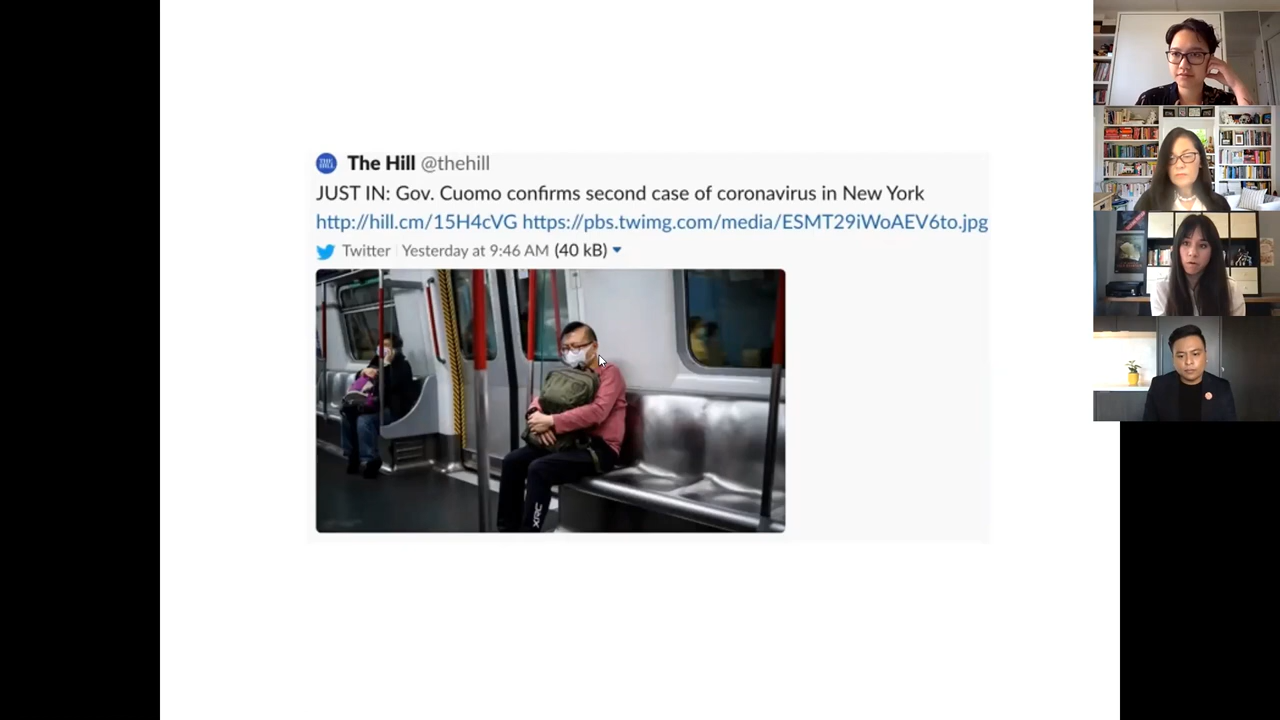 The Hill @thehill
JUST IN: Gov. Cuomo confirms second case of coronavirus in New York
http://hill.cm/15H4cVG https://pbs.twimg.com/media/ESMT29iWoAEV6to.jpg
Twitter Yesterday at 9:46 AM (40 kB)
XRC